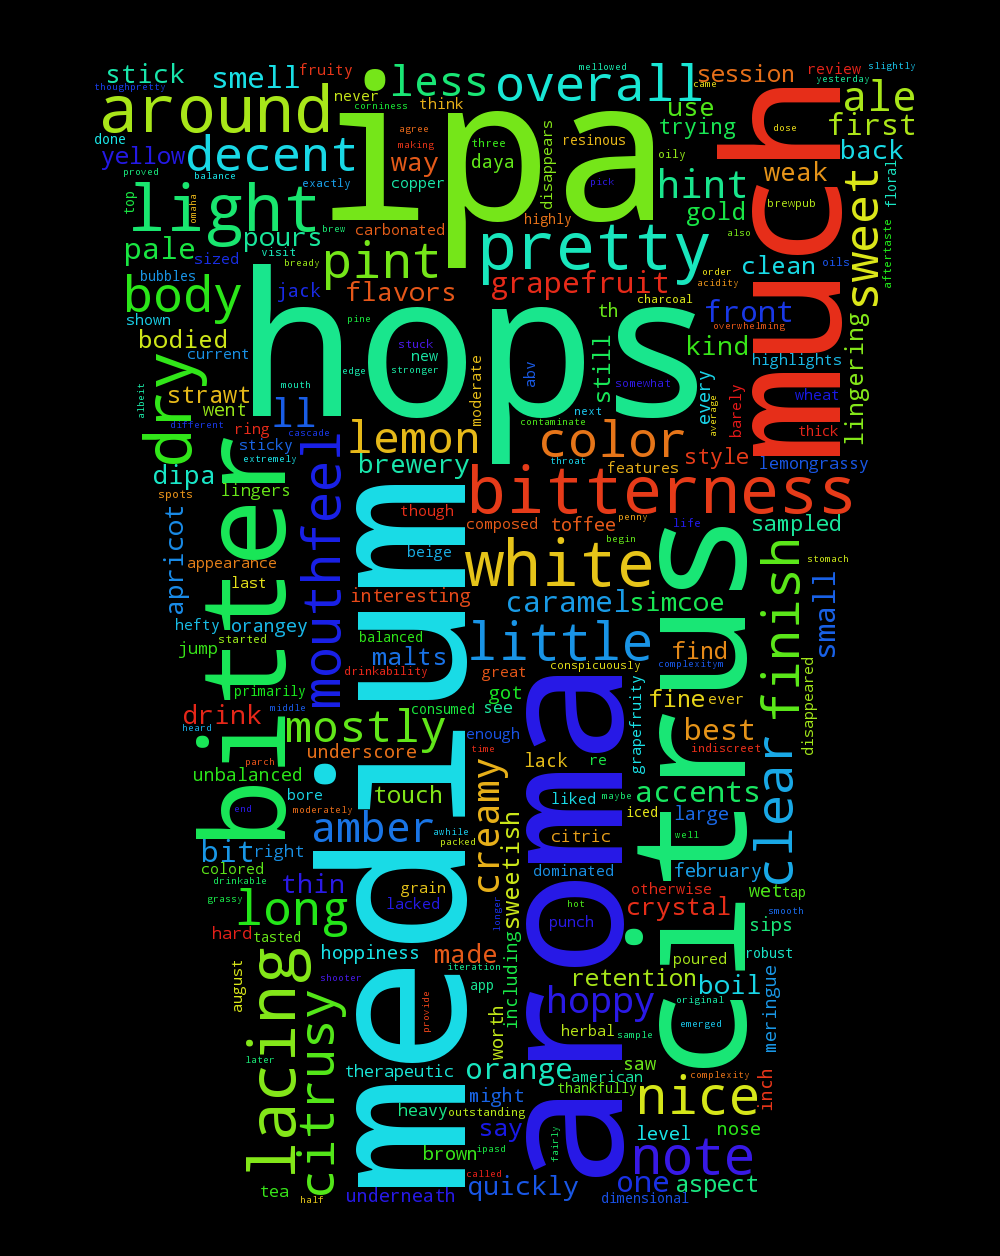 stick
smell
fruity
less
overall
mellowed
came
session
review
slightly
yesterday
thoughpretty
around
never
corniness
think
ipa
use
much
ale
done
yellow
decent
agree
making
way
three
daya
disappears
resinous
trying
oily
dose
first
back
proved
balance
exactly
copper
hint
pick
weak
floral
top
omaha
light
brew
carbonated
highly
gold
brewpub
sweet
pale
pours
visit
pint
pretty
also
sized
bready
clean
oils
aftertaste
bubbles
jack
flavors
grapefruit
order
acidity
body
shown
hops
pine
th
charcoal
front
overwhelming
bodied
stuck
new
still
kind
highlights
lingering
current
edge
stronger
moderate
abv
somewhat
every
dry
albeit
strawt
mouth
wheat
went
ll
next
contaminate
average
barely
different
ring
cascade
lemon
color
thick
sticky
extremely
brewery
throat
features
style
lemongrassy
dipa
bitter
lingers
mouthfeel
bitterness
spots
though
composed
toffee
penny
life
sampled
apricot
beige
begin
white
citrus
finish
stomach
appearance
last
medium
interesting
caramel
simcoe
small
hefty
orangey
started
balanced
little
find
jump
malts
conspicuously
complexitym
primarily
drinkability
great
aroma
fine
ever
disappeared
middle
consumed
got
see
grapefruity
drink
heard
mostly
enough
best
indiscreet
clear
parch
underscore
time
lack
re
unbalanced
bore
touch
creamy
liked
maybe
accents
end
moderately
iced
large
amber
awhile
packed
citric
well
bit
right
colored
drinkable
thin
grain
sweetish
dominated
february
otherwise
wet
tap
grassy
long
lacked
longer
hot
punch
crystal
smooth
hard
tasted
sips
hoppiness
made
including
poured
robust
lacing
august
shooter
iteration
app
retention
boil
meringue
citrusy
provide
hoppy
original
worth
herbal
sample
emerged
later
therapeutic
orange
american
saw
complexity
might
thankfully
nice
inch
heavy
outstanding
say
level
nose
brown
ipasd
fairly
note
tea
called
one
aspect
half
underneath
quickly
dimensional